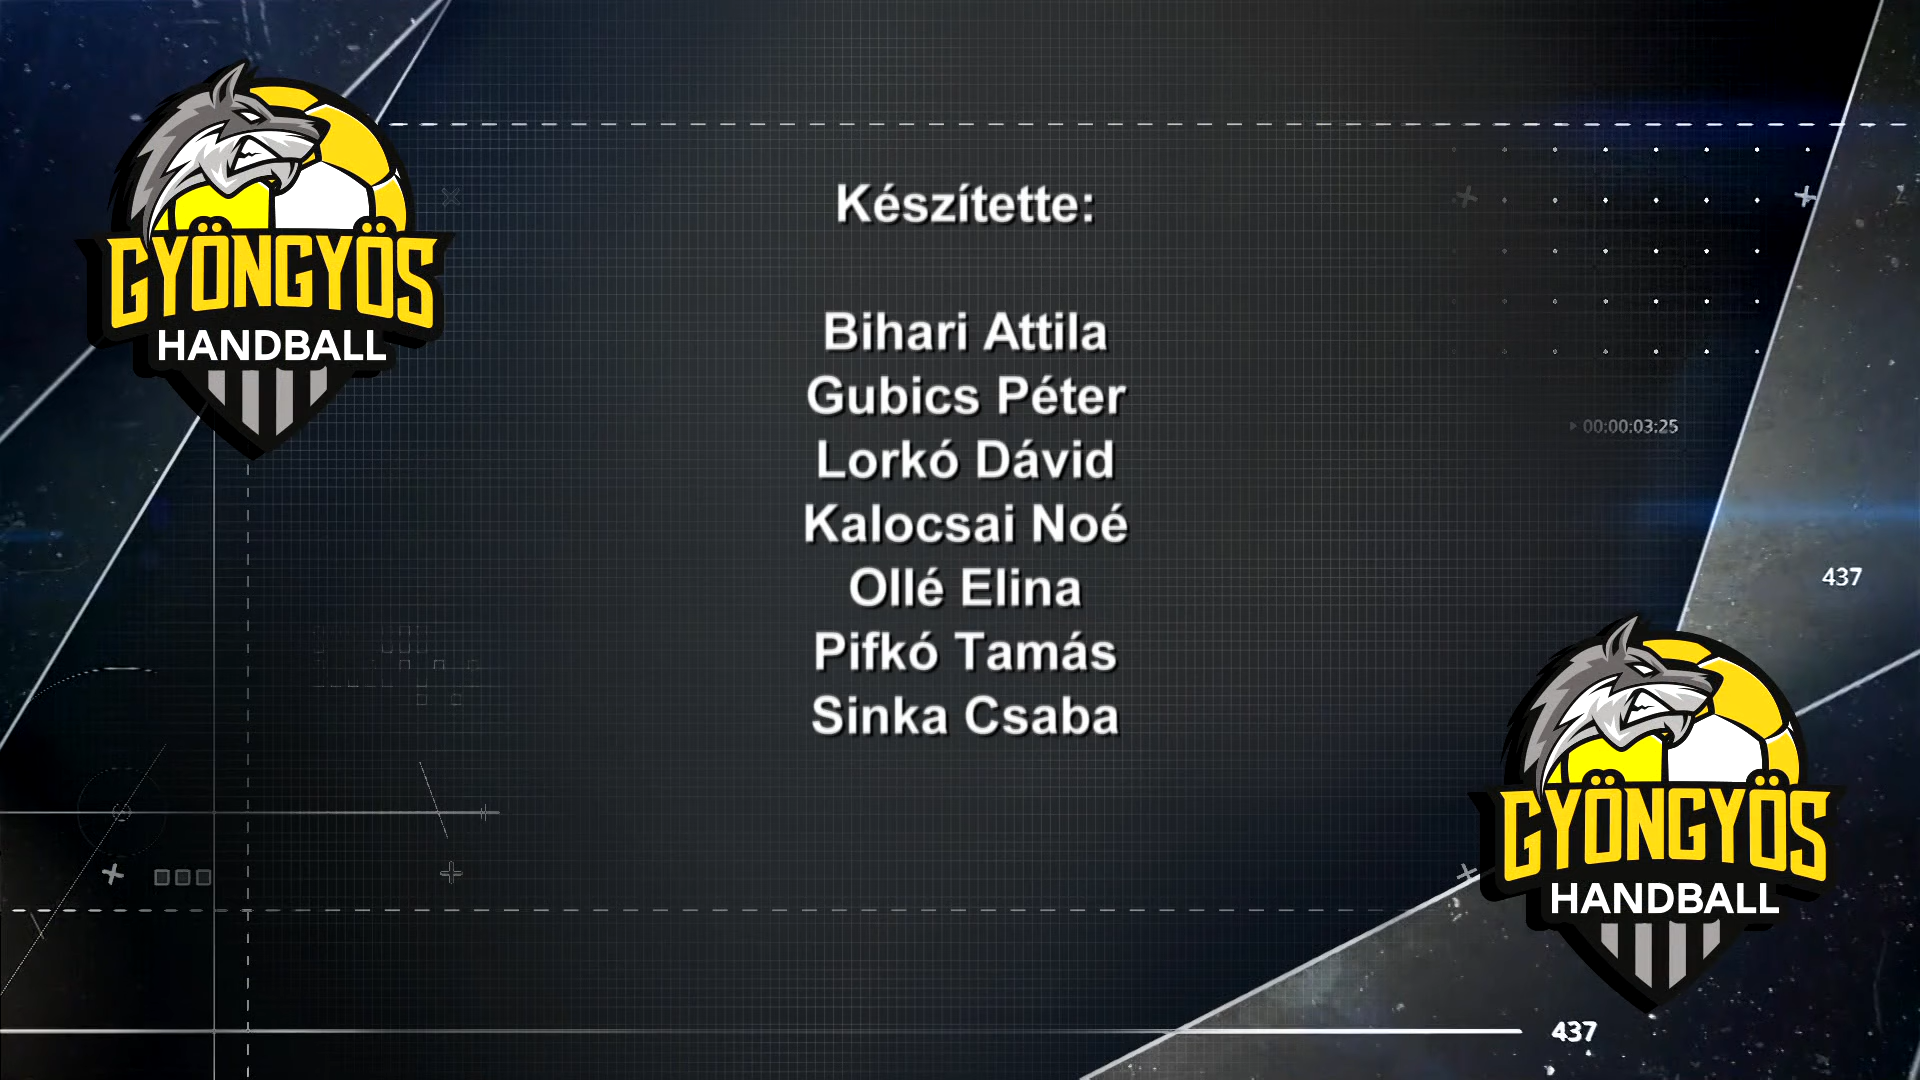 GYÖNGYÖS
HANDBALL
Készítette:
Bihari Attila
Gubics Péter
Lorkó Dávid
Kalocsai Noé
Ollé Elina
Pifkó Tamás
Sinka Csaba
00:00:03:25
437
GYÖNGYÖS
HANDBALL
437